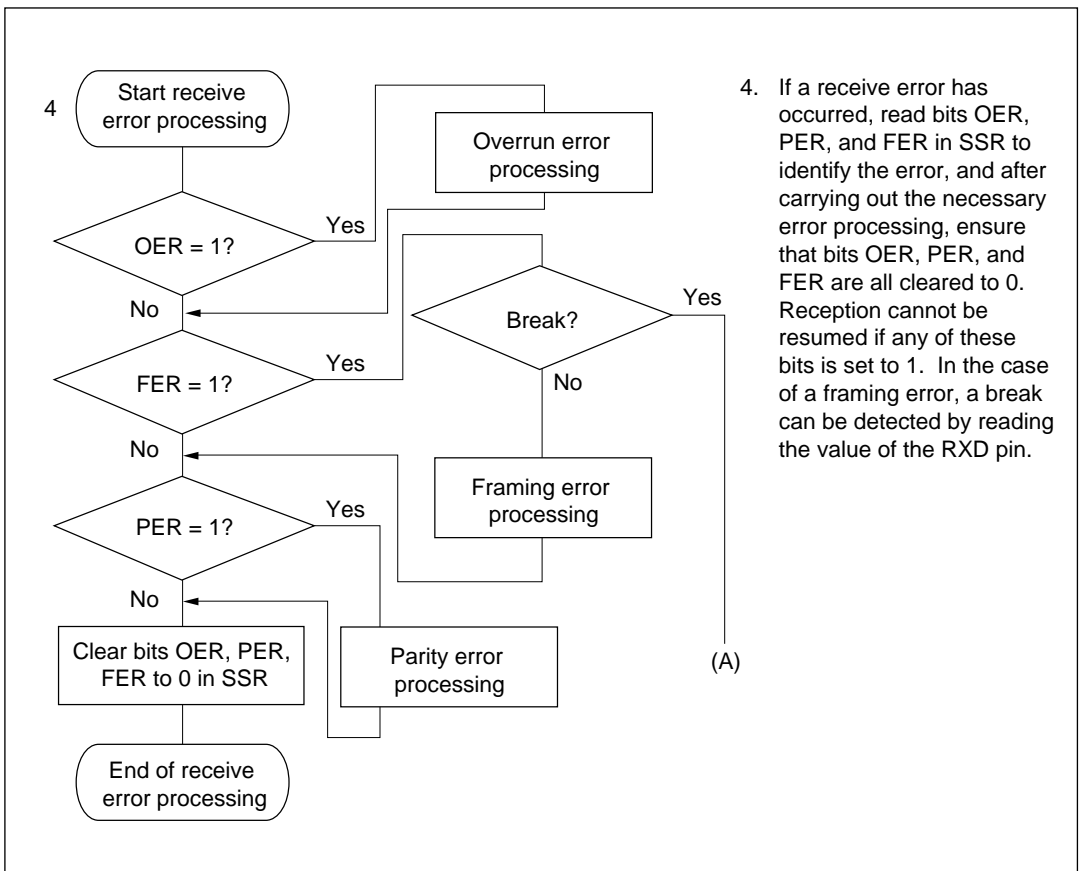 4
Start receive
error processing
OER = 1?
Yes
Overrun error
processing
No
FER = 1?
Yes
Break?
Yes
No
Framing error
processing
No
PER = 1?
Yes
No
Clear bits OER, PER,
FER to 0 in SSR
Parity error
processing
(A)
End of receive
error processing
4. If a receive error has
occurred, read bits OER,
PER, and FER in SSR to
identify the error, and after
carrying out the necessary
error processing, ensure
that bits OER, PER, and
FER are all cleared to 0.
Reception cannot be
resumed if any of these
bits is set to 1. In the case
of a framing error, a break
can be detected by reading
the value of the RXD pin.